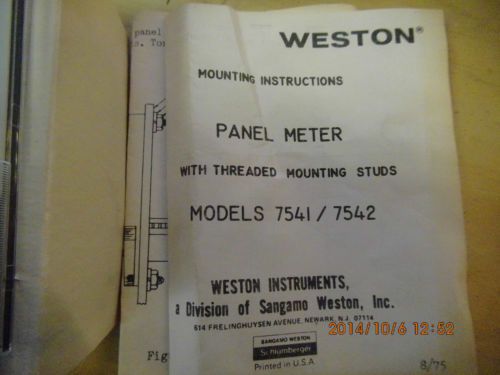 panel
s. Tor
WESTON®
MOUNTING INSTRUCTIONS
PANEL METER
WITH THREADED MOUNTING STUDS
MODELS 7541 / 7542
WESTON INSTRUMENTS,
a Division of Sangamo Weston, Inc.
614 FRELINGHUYSEN AVENUE, NEWARK, N.J. 07114
SANGAMO WESTON
Schlumberger
Printed in U.S.A.
Fig
8/75
2014/10/6 12:52